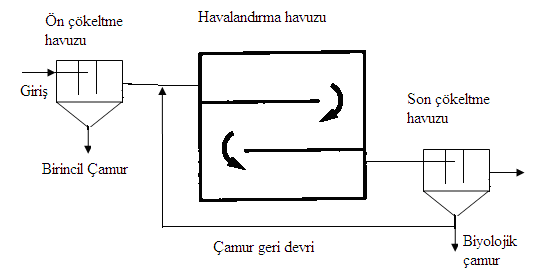 Ön çökeltme
havuzu
Havalandırma havuzu
Giriş
Birincil Çamur
Son çökeltme
havuzu
Çamur geri devri
Biyolojik
çamur